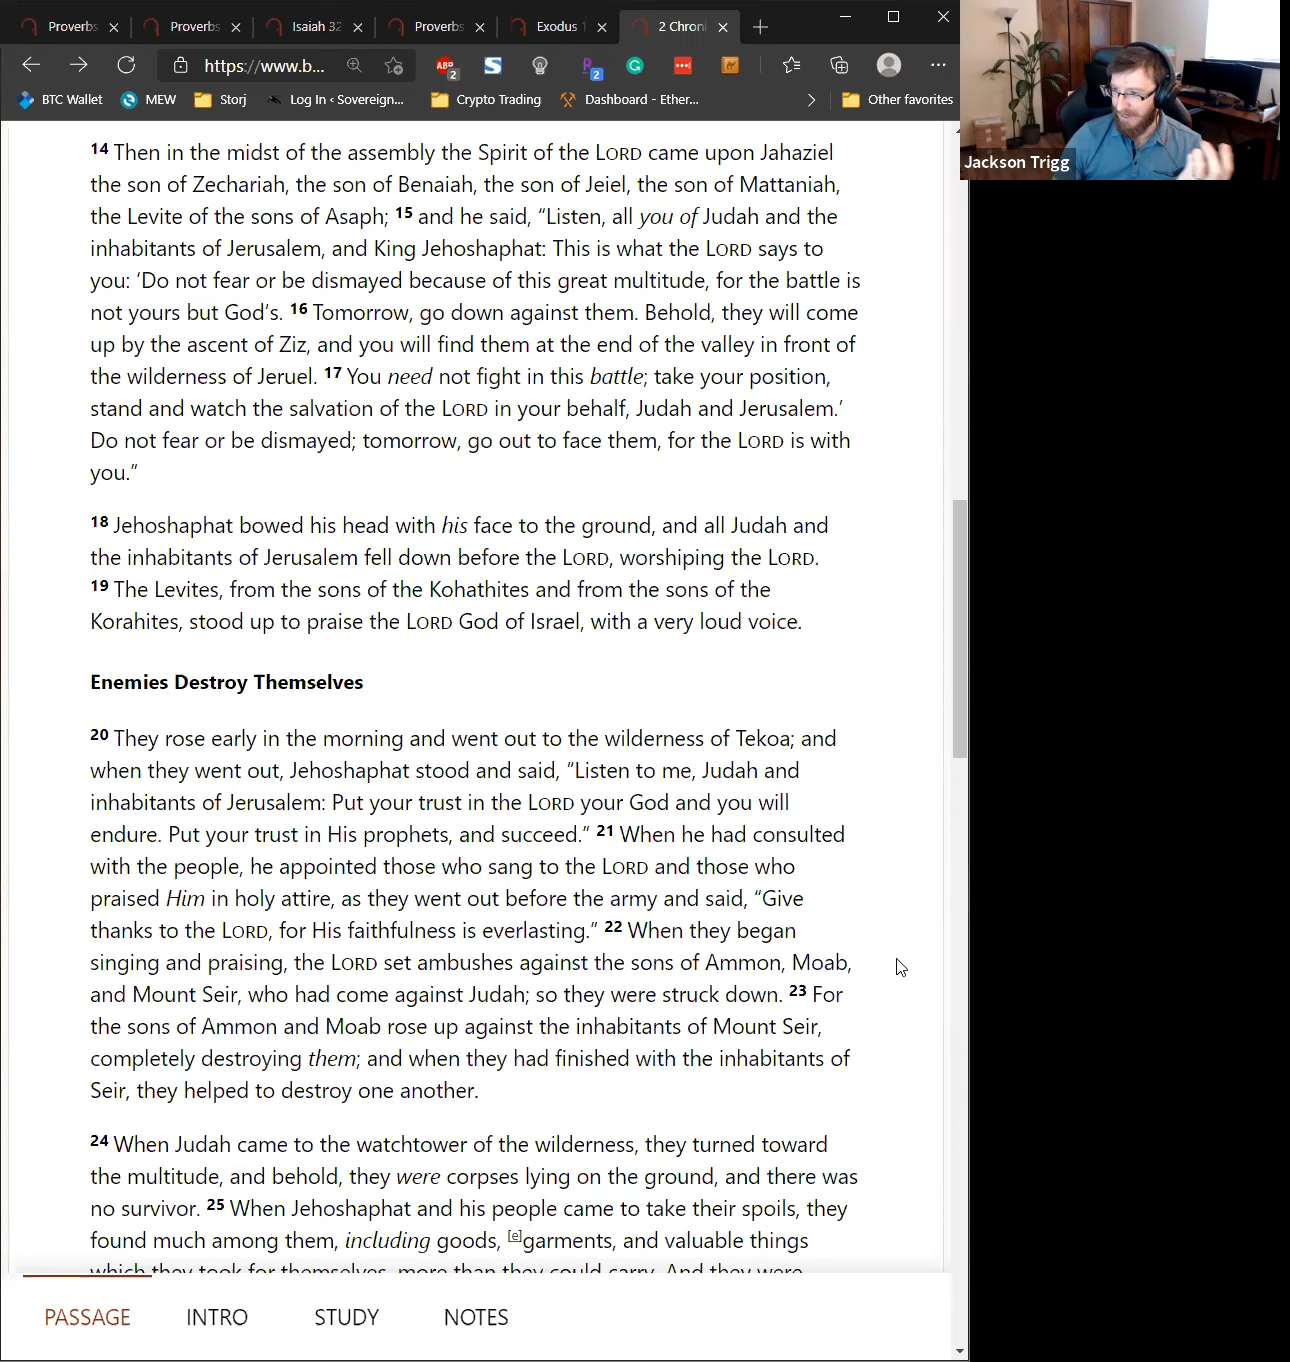 Proverbs
Proverbs
Isaiah 32
Proverbs
Exodus 1
2 Chroni
https://www.b...
ABP
2
2
BTC Wallet
MEW
Storj
Log In ‹ Sovereign...
Crypto Trading
Dashboard - Ether...
Other favorites
Jackson Trigg
14 Then in the midst of the assembly the Spirit of the LORD came upon Jahaziel
the son of Zechariah, the son of Benaiah, the son of Jeiel, the son of Mattaniah,
the Levite of the sons of Asaph; 15 and he said, “Listen, all you of Judah and the
inhabitants of Jerusalem, and King Jehoshaphat: This is what the LORD says to
you: ‘Do not fear or be dismayed because of this great multitude, for the battle is
not yours but God’s. 16 Tomorrow, go down against them. Behold, they will come
up by the ascent of Ziz, and you will find them at the end of the valley in front of
the wilderness of Jeruel. 17 You need not fight in this battle; take your position,
stand and watch the salvation of the LORD in your behalf, Judah and Jerusalem.’
Do not fear or be dismayed; tomorrow, go out to face them, for the LORD is with
you.”
18 Jehoshaphat bowed his head with his face to the ground, and all Judah and
the inhabitants of Jerusalem fell down before the LORD, worshiping the LORD.
19 The Levites, from the sons of the Kohathites and from the sons of the
Korahites, stood up to praise the LORD God of Israel, with a very loud voice.
Enemies Destroy Themselves
20 They rose early in the morning and went out to the wilderness of Tekoa; and
when they went out, Jehoshaphat stood and said, “Listen to me, Judah and
inhabitants of Jerusalem: Put your trust in the LORD your God and you will
endure. Put your trust in His prophets, and succeed.” 21 When he had consulted
with the people, he appointed those who sang to the LORD and those who
praised Him in holy attire, as they went out before the army and said, “Give
thanks to the LORD, for His faithfulness is everlasting.” 22 When they began
singing and praising, the LORD set ambushes against the sons of Ammon, Moab,
and Mount Seir, who had come against Judah; so they were struck down. 23 For
the sons of Ammon and Moab rose up against the inhabitants of Mount Seir,
completely destroying them; and when they had finished with the inhabitants of
Seir, they helped to destroy one another.
24 When Judah came to the watchtower of the wilderness, they turned toward
the multitude, and behold, they were corpses lying on the ground, and there was
no survivor. 25 When Jehoshaphat and his people came to take their spoils, they
found much among them, including goods, [e]garments, and valuable things
which they took for themselves, more than they could carry. And they were
PASSAGE
INTRO
STUDY
NOTES